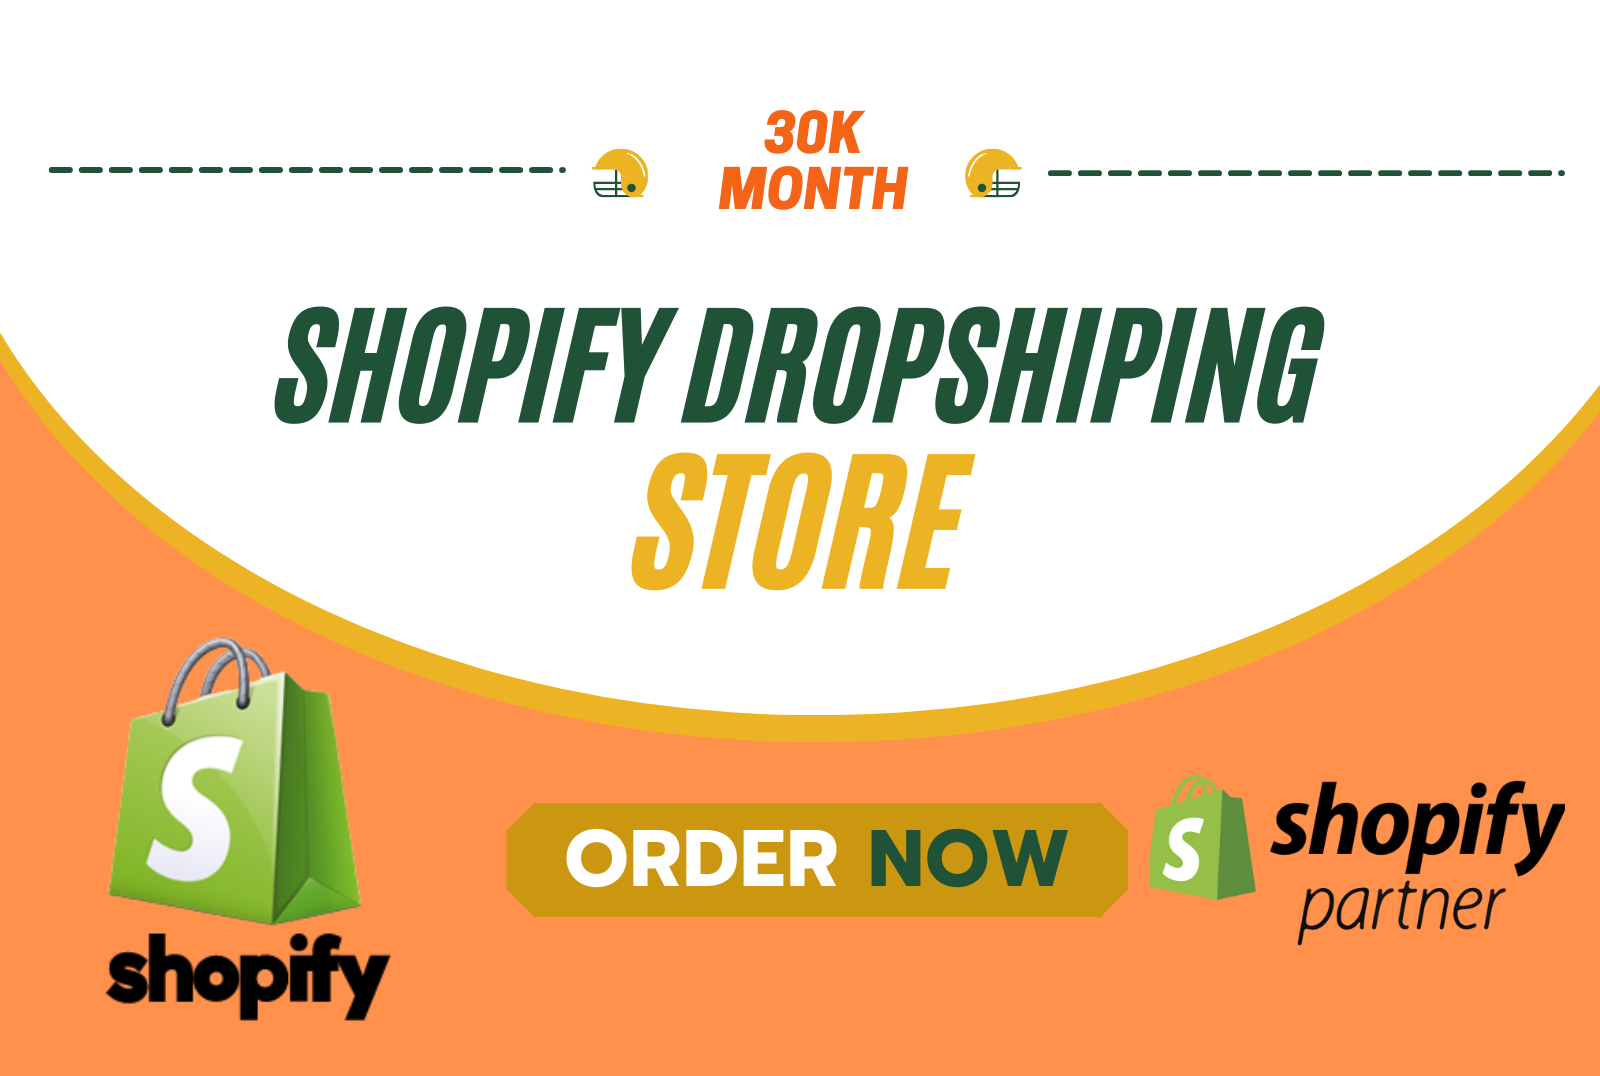 30K
MONTH
SHOPIFY DROPSHIPING
STORE
S
shopify
ORDER NOW
S
shopify
partner